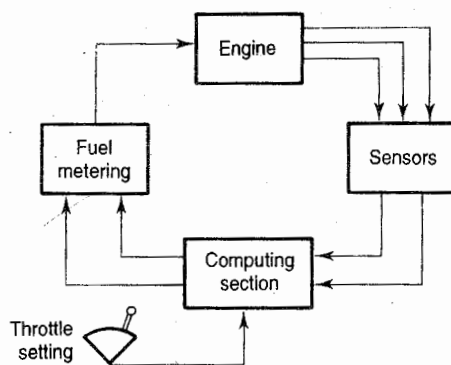 Engine
Fuel
metering
Sensors
Computing
section
Throttle
setting